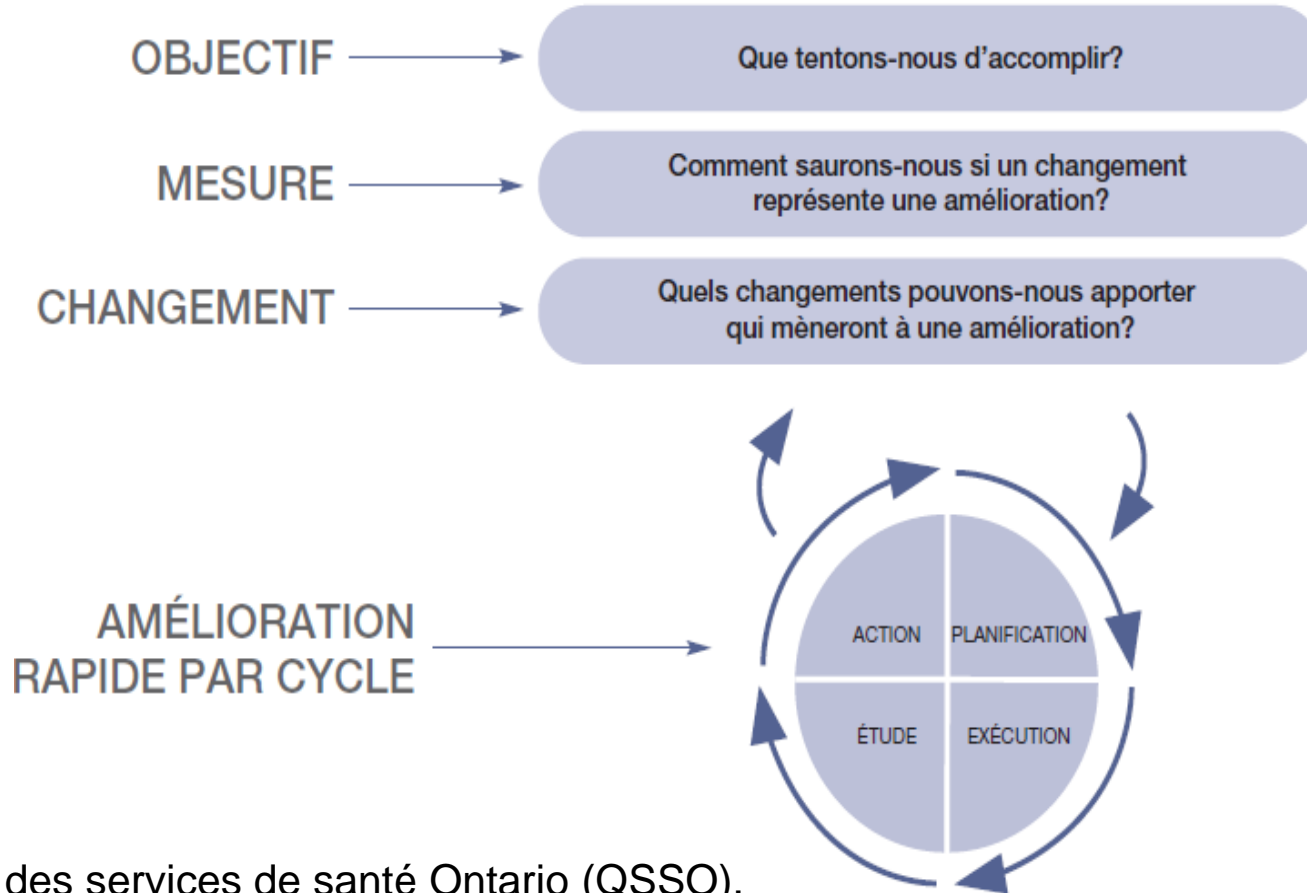 OBJECTIF
Que tentons-nous d'accomplir?
MESURE
Comment saurons-nous si un changement
représente une amélioration?
CHANGEMENT
Quels changements pouvons-nous apporter
qui mèneront à une amélioration?
AMÉLIORATION
RAPIDE PAR CYCLE
ACTION
PLANIFICATION
ÉTUDE
EXÉCUTION
des services de santé Ontario (QSSO).